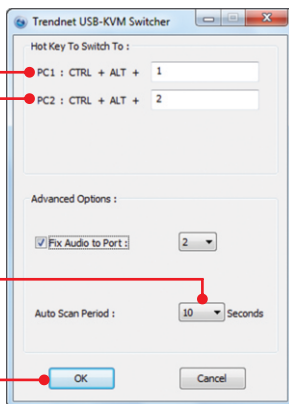 Trendnet USB-KVM Switcher
Hot Key To Switch To :
PC1 : CTRL + ALT + 1
PC2 : CTRL + ALT + 2
Advanced Options :
Fix Audio to Port : 2
Auto Scan Period : 10 Seconds
OK Cancel